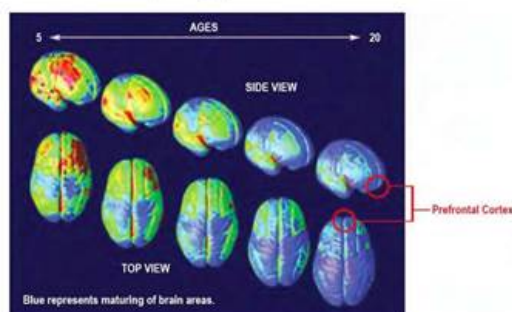 AGES
5
20
SIDE VIEW
Prefrontal Cortex
TOP VIEW
Blue represents maturing of brain areas.